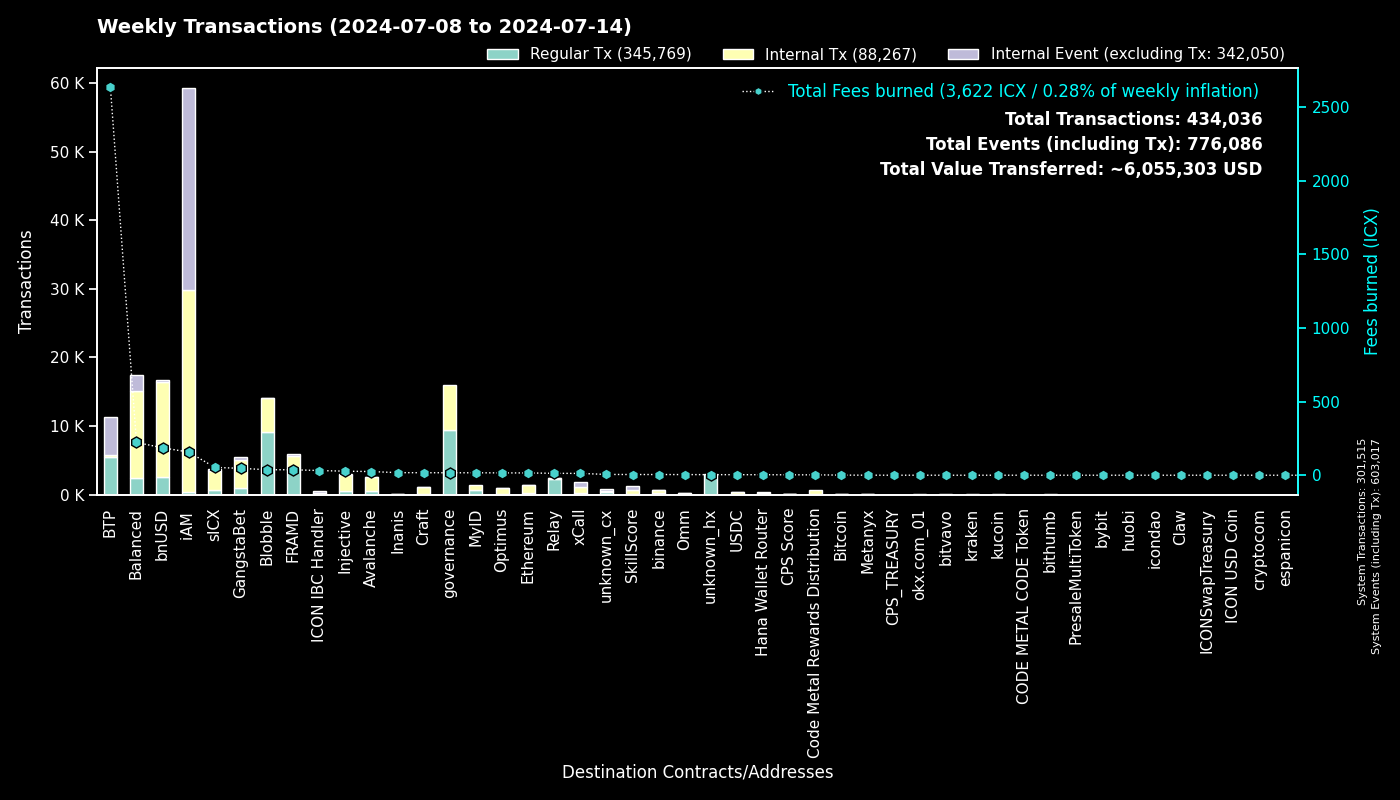 Weekly Transactions (2024-07-08 to 2024-07-14)
Regular Tx (345,769)
Internal Tx (88,267)
Internal Event (excluding Tx: 342,050)
Total Fees burned (3,622 ICX / 0.28% of weekly inflation)
Total Transactions: 434,036
Total Events (including Tx): 776,086
Total Value Transferred: ~6,055,303 USD
Transactions
60 K
50 K
40 K
30 K
20 K
10 K
0 K
2500
2000
1500
1000
500
0
Fees burned (ICX)
System Transactions: 301,515
System Events (including Tx): 603,017
BTP
Balanced
bnUSD
iAM
sICX
GangstaBet
Blobble
FRAMD
ICON IBC Handler
Injective
Avalanche
Inanis
Craft
governance
MyID
Optimus
Ethereum
Relay
xCall
unknown_cx
SkillScore
binance
Omm
unknown_hx
USDC
Hana Wallet Router
CPS Score
Code Metal Rewards Distribution
Bitcoin
Metanyx
CPS_TREASURY
okx.com_01
bitvavo
kraken
kucoin
CODE METAL CODE Token
bithumb
PresaleMultiToken
bybit
huobi
icondao
Claw
ICONSwapTreasury
ICON USD Coin
cryptocom
espanicon
Destination Contracts/Addresses